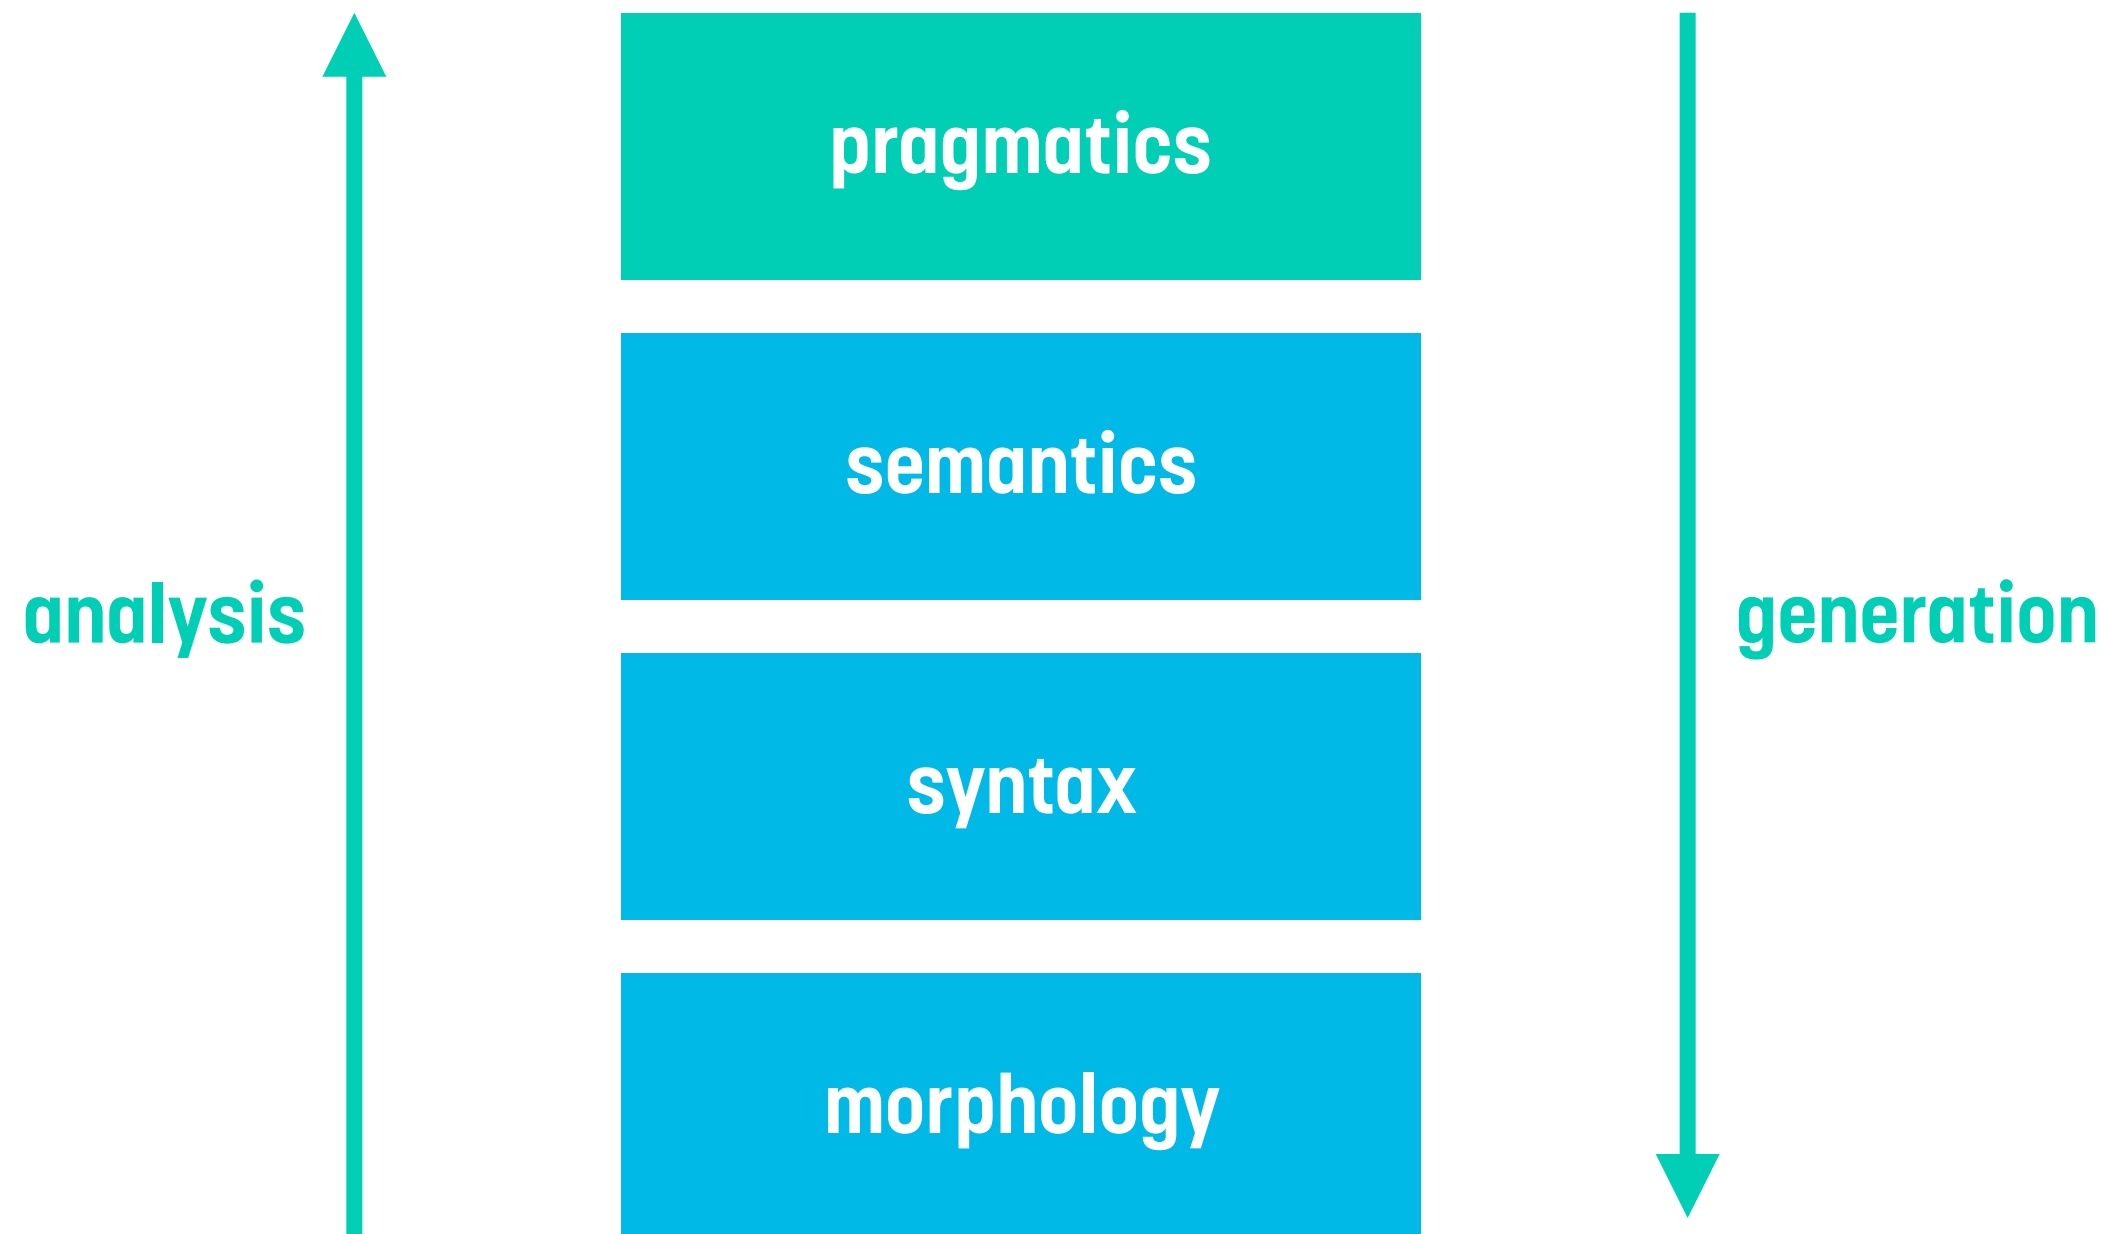 pragmatics
semantics
analysis
generation
syntax
morphology